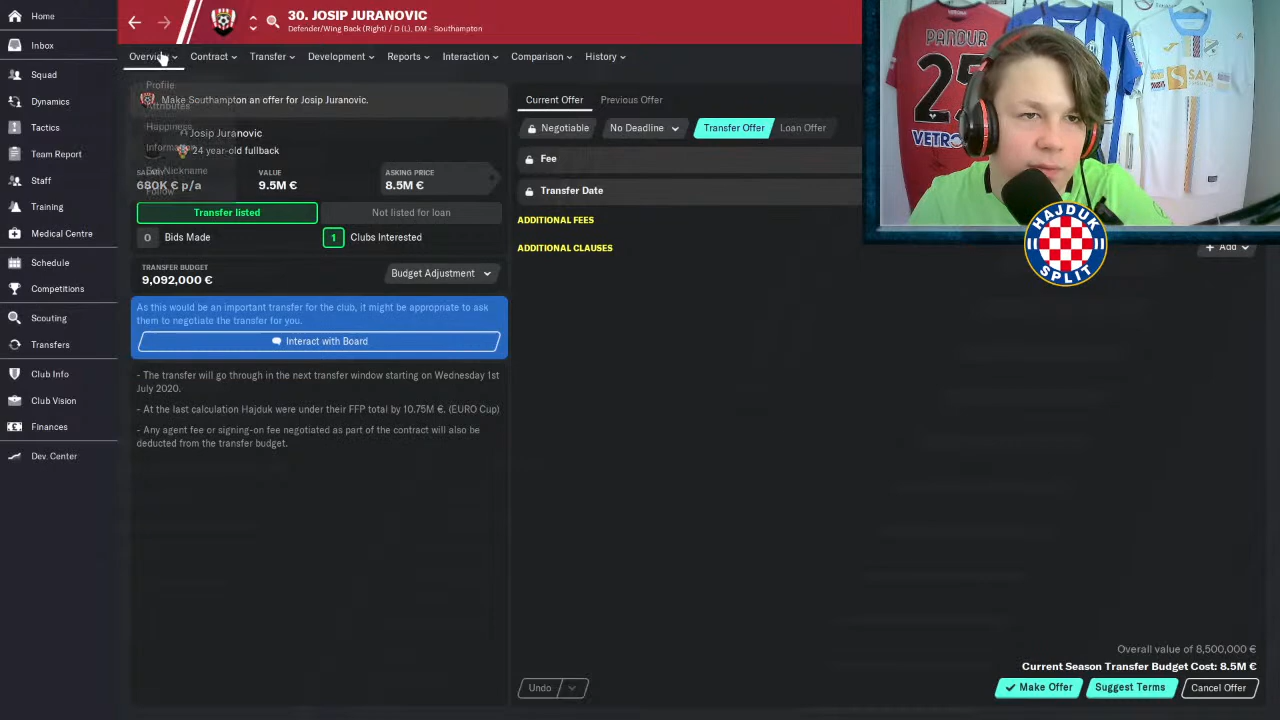 Home
Inbox
Squad
Dynamics
Tactics
Team Report
Staff
Training
Medical Centre
Schedule
Competitions
Scouting
Transfers
Club Info
Club Vision
Finances
Dev. Center
30. JOSIP JURANOVIC
Defender/Wing Back (Right) / D (L), DM - Southampton
Overview
Contract
Transfer
Development
Reports
Interaction
Comparison
History
Profile
Attributes
Happiness
Information
Nickname
Follow
Make Southampton an offer for Josip Juranovic.
Josip Juranovic
24 year-old fullback
SALARY
680K € p/a
VALUE
9.5M €
ASKING PRICE
8.5M €
Transfer listed
Not listed for loan
0 Bids Made
1 Clubs Interested
TRANSFER BUDGET
9,092,000 €
Budget Adjustment
As this would be an important transfer for the club, it might be appropriate to ask
them to negotiate the transfer for you.
Interact with Board
- The transfer will go through in the next transfer window starting on Wednesday 1st
July 2020.
- At the last calculation Hajduk were under their FFP total by 10.75M €. (EURO Cup)
- Any agent fee or signing-on fee negotiated as part of the contract will also be
deducted from the transfer budget.
Current Offer
Previous Offer
Negotiable
No Deadline
Transfer Offer
Loan Offer
Fee
Transfer Date
ADDITIONAL FEES
ADDITIONAL CLAUSES
+ Add
Undo
Overall value of 8,500,000 €
Current Season Transfer Budget Cost: 8.5M €
Make Offer
Suggest Terms
Cancel Offer
PANDUR
25
VETRO
SAVA
HAJDUK
SPLIT